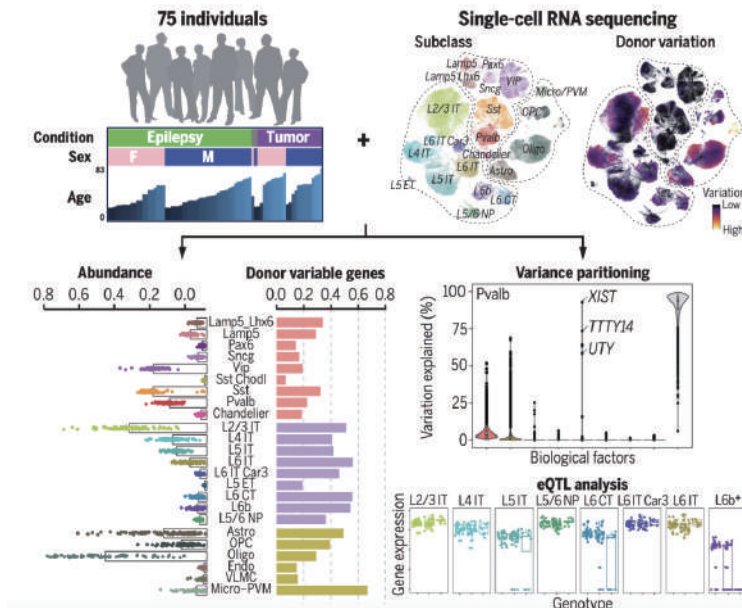 75 individuals
Single-cell RNA sequencing
Subclass
Donor variation
Lamp5
Pax6
Lamp5 Lhx6
VIP
Sncg
Micro/PVM
L2/3 IT
Sst
OPC
L6 IT Car3
Pvalb
L4 IT
Chandelier
Oligo
L6 IT
Astro
L5 ET
L5 IT
L6b
L6 CT
L5/6 NP
Variation
Low
High
Condition
Epilepsy
Tumor
+
Sex
F
M
83
Age
0
Abundance
Donor variable genes
0.8 0.6 0.4 0.2 0.0
0.0 0.2 0.4 0.6 0.8
Lamp5_Lhx6
Lamp5
Pax6
Sncg
Vip
Sst Chodl
Sst
Pvalb
Chandelier
L2/3 IT
L4 IT
L5 IT
L6 IT
L6 IT Car3
L5 ET
L6 CT
L6b
L5/6 NP
Astro
OPC
Oligo
Endo
VLMC
Micro-PVM
Variance paritioning
Pvalb
XIST
TTTY14
UTY
Variation explained (%)
100
75
50
25
0
Biological factors
eQTL analysis
L2/3 IT L4 IT L5 IT L5/6 NP L6 CT L6 IT Car3 L6 IT L6b*
Gene expression
Genotype